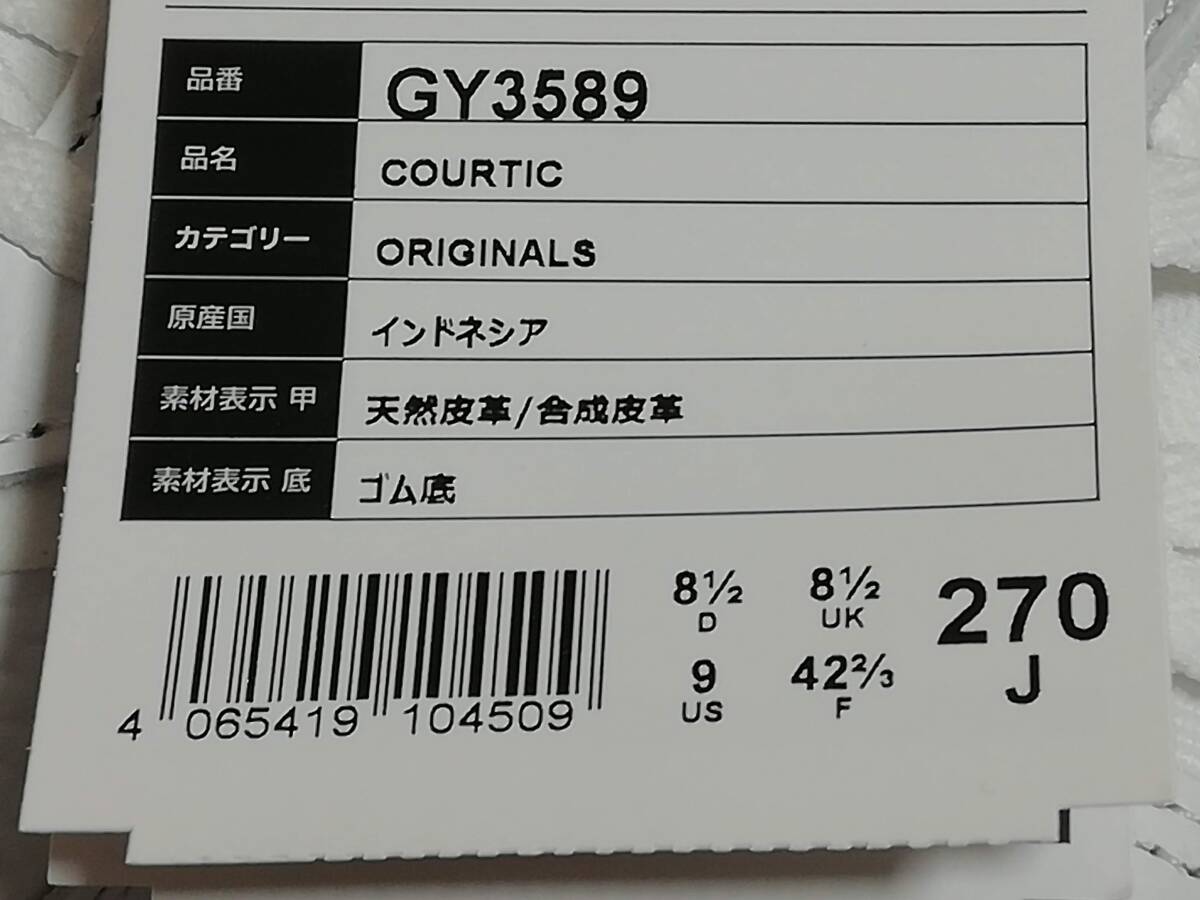 品番 GY3589
品名 COURTIC
カテゴリー ORIGINALS
原産国 インドネシア
素材表示 甲 天然皮革/合成皮革
素材表示 底 ゴム底
8½ 8½ 270
D UK J
9 42⅔
US F
4 065419 104509